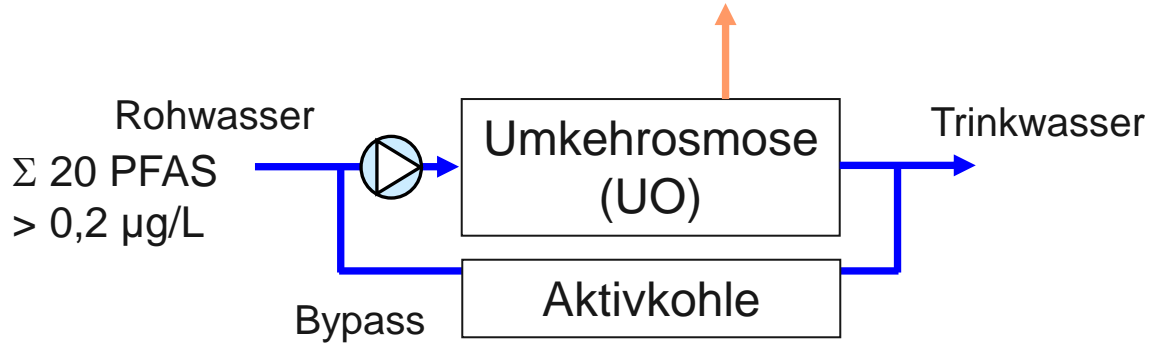 Rohwasser
Σ 20 PFAS
> 0,2 µg/L
Umkehrosmose
(UO)
Trinkwasser
Aktivkohle
Bypass